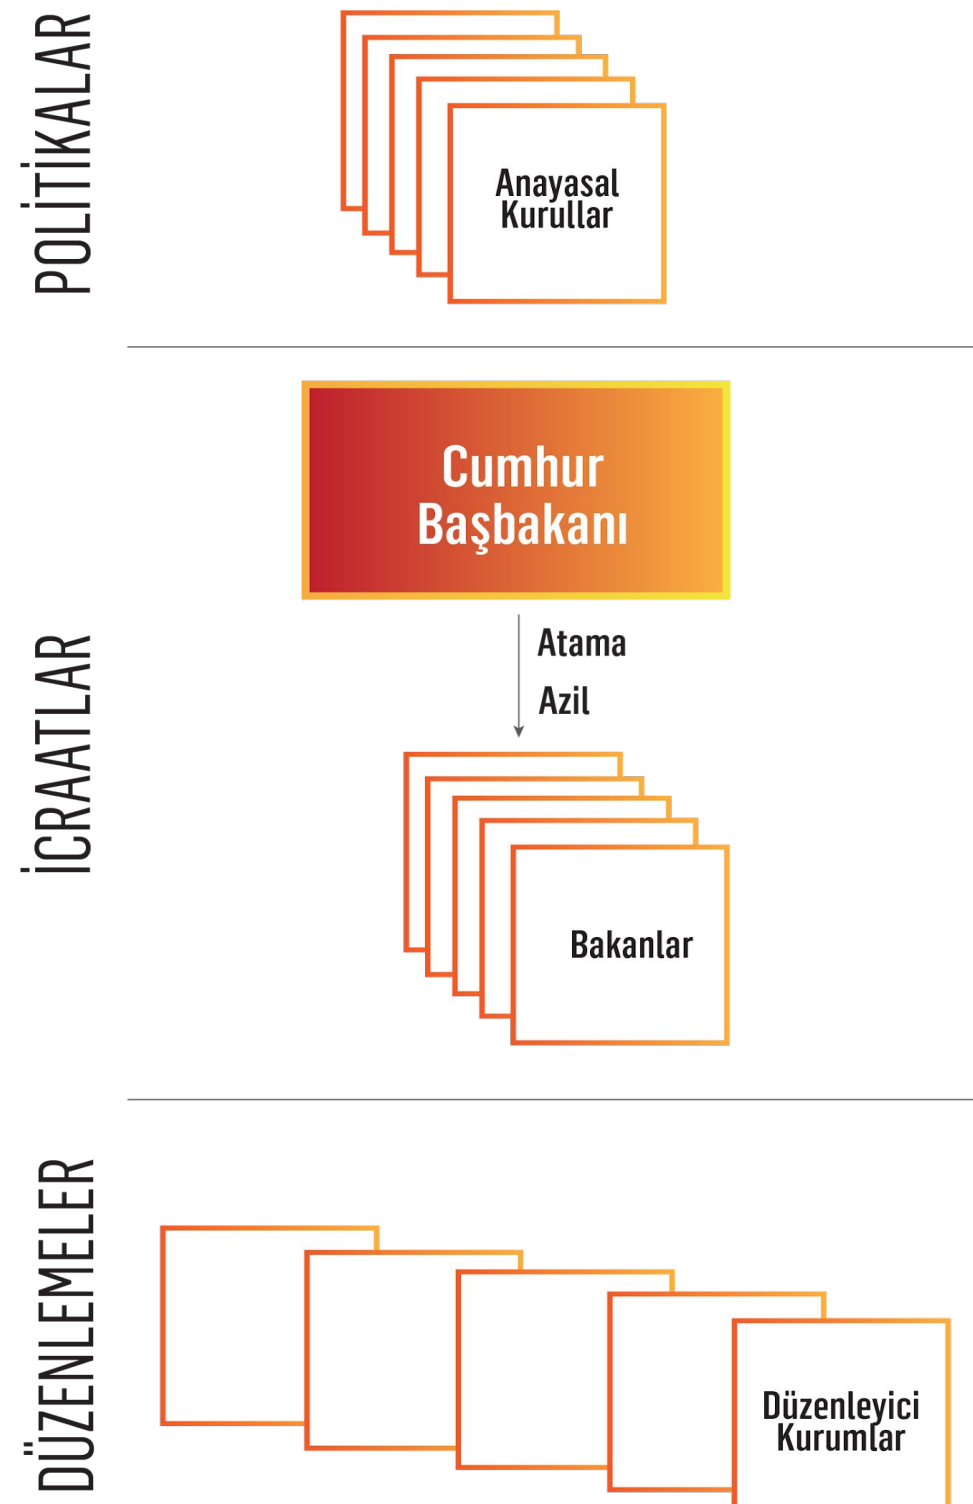 POLİTİKALAR
Anayasal
Kurullar
İCRAATLAR
Cumhur
Başbakanı
Atama
Azil
Bakanlar
DÜZENLEMELER
Düzenleyici
Kurumlar